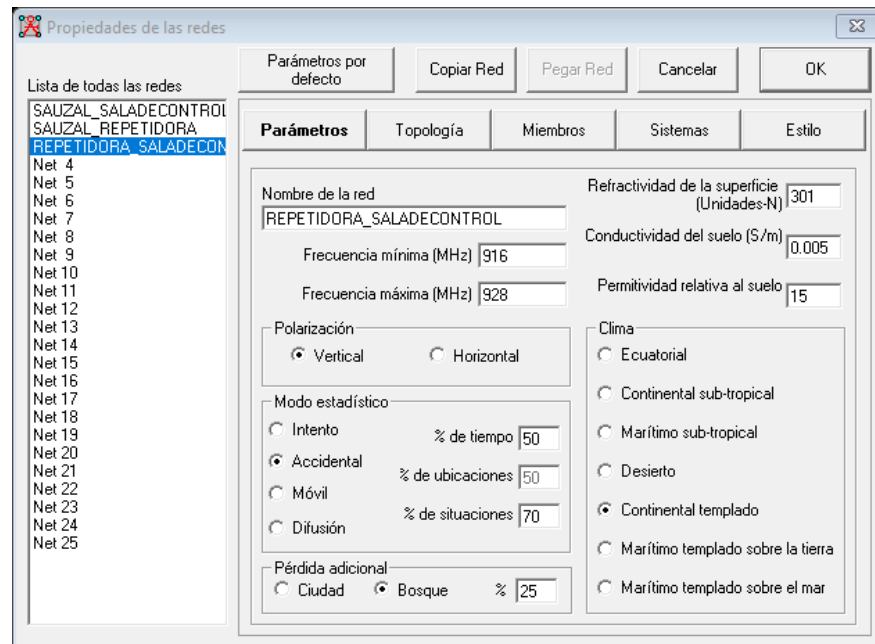 Propiedades de las redes
Parámetros por defecto
Copiar Red
Pegar Red
Cancelar
OK
Lista de todas las redes
SAUZAL_SALADECONTROL
SAUZAL_REPETIDORA
REPETIDORA_SALADECON
Net 4
Net 5
Net 6
Net 7
Net 8
Net 9
Net 10
Net 11
Net 12
Net 13
Net 14
Net 15
Net 16
Net 17
Net 18
Net 19
Net 20
Net 21
Net 22
Net 23
Net 24
Net 25
Parámetros
Topología
Miembros
Sistemas
Estilo
Nombre de la red
REPETIDORA_SALADECONTROL
Frecuencia mínima (MHz) 916
Frecuencia máxima (MHz) 928
Refractividad de la superficie
(Unidades-N) 301
Conductividad del suelo (S/m) 0.005
Permitividad relativa al suelo 15
Polarización
Vertical
Horizontal
Modo estadístico
Intento
Accidental
Móvil
Difusión
% de tiempo 50
% de ubicaciones 50
% de situaciones 70
Pérdida adicional
Ciudad
Bosque
% 25
Clima
Ecuatorial
Continental sub-tropical
Marítimo sub-tropical
Desierto
Continental templado
Marítimo templado sobre la tierra
Marítimo templado sobre el mar